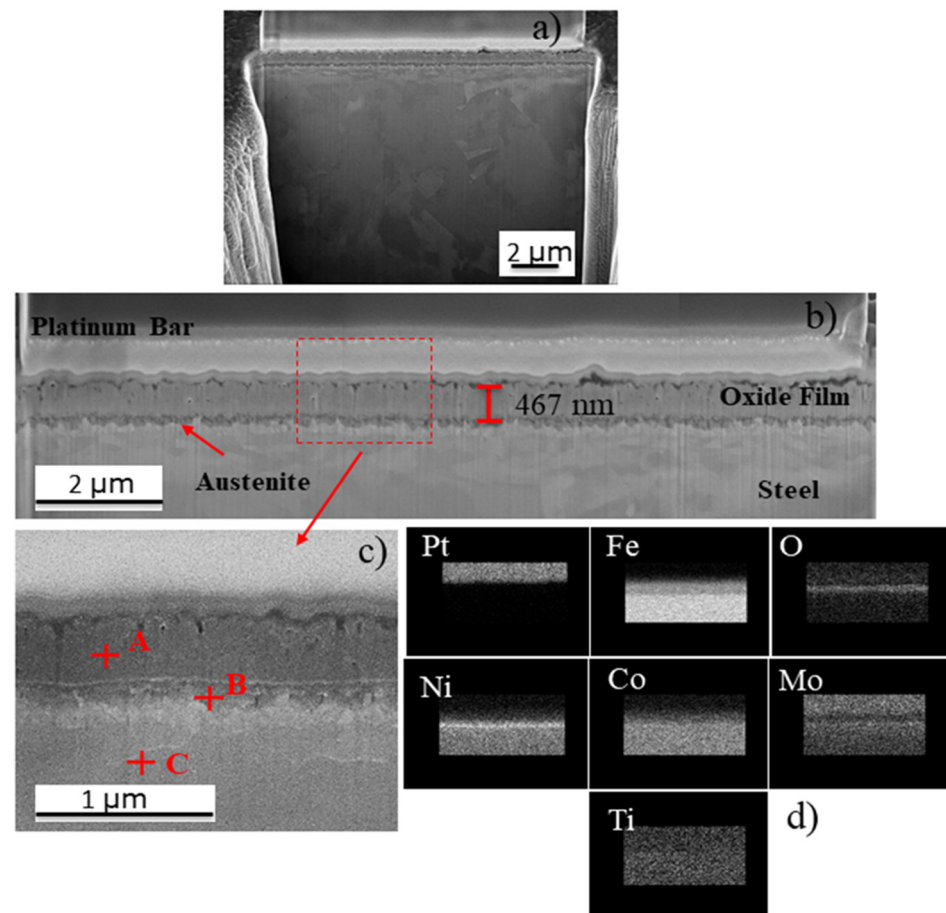 a)
2 µm
Platinum Bar
b)
467 nm
Oxide Film
Austenite
2 µm
Steel
c)
A
B
C
1 µm
Pt
Fe
O
Ni
Co
Mo
Ti
d)